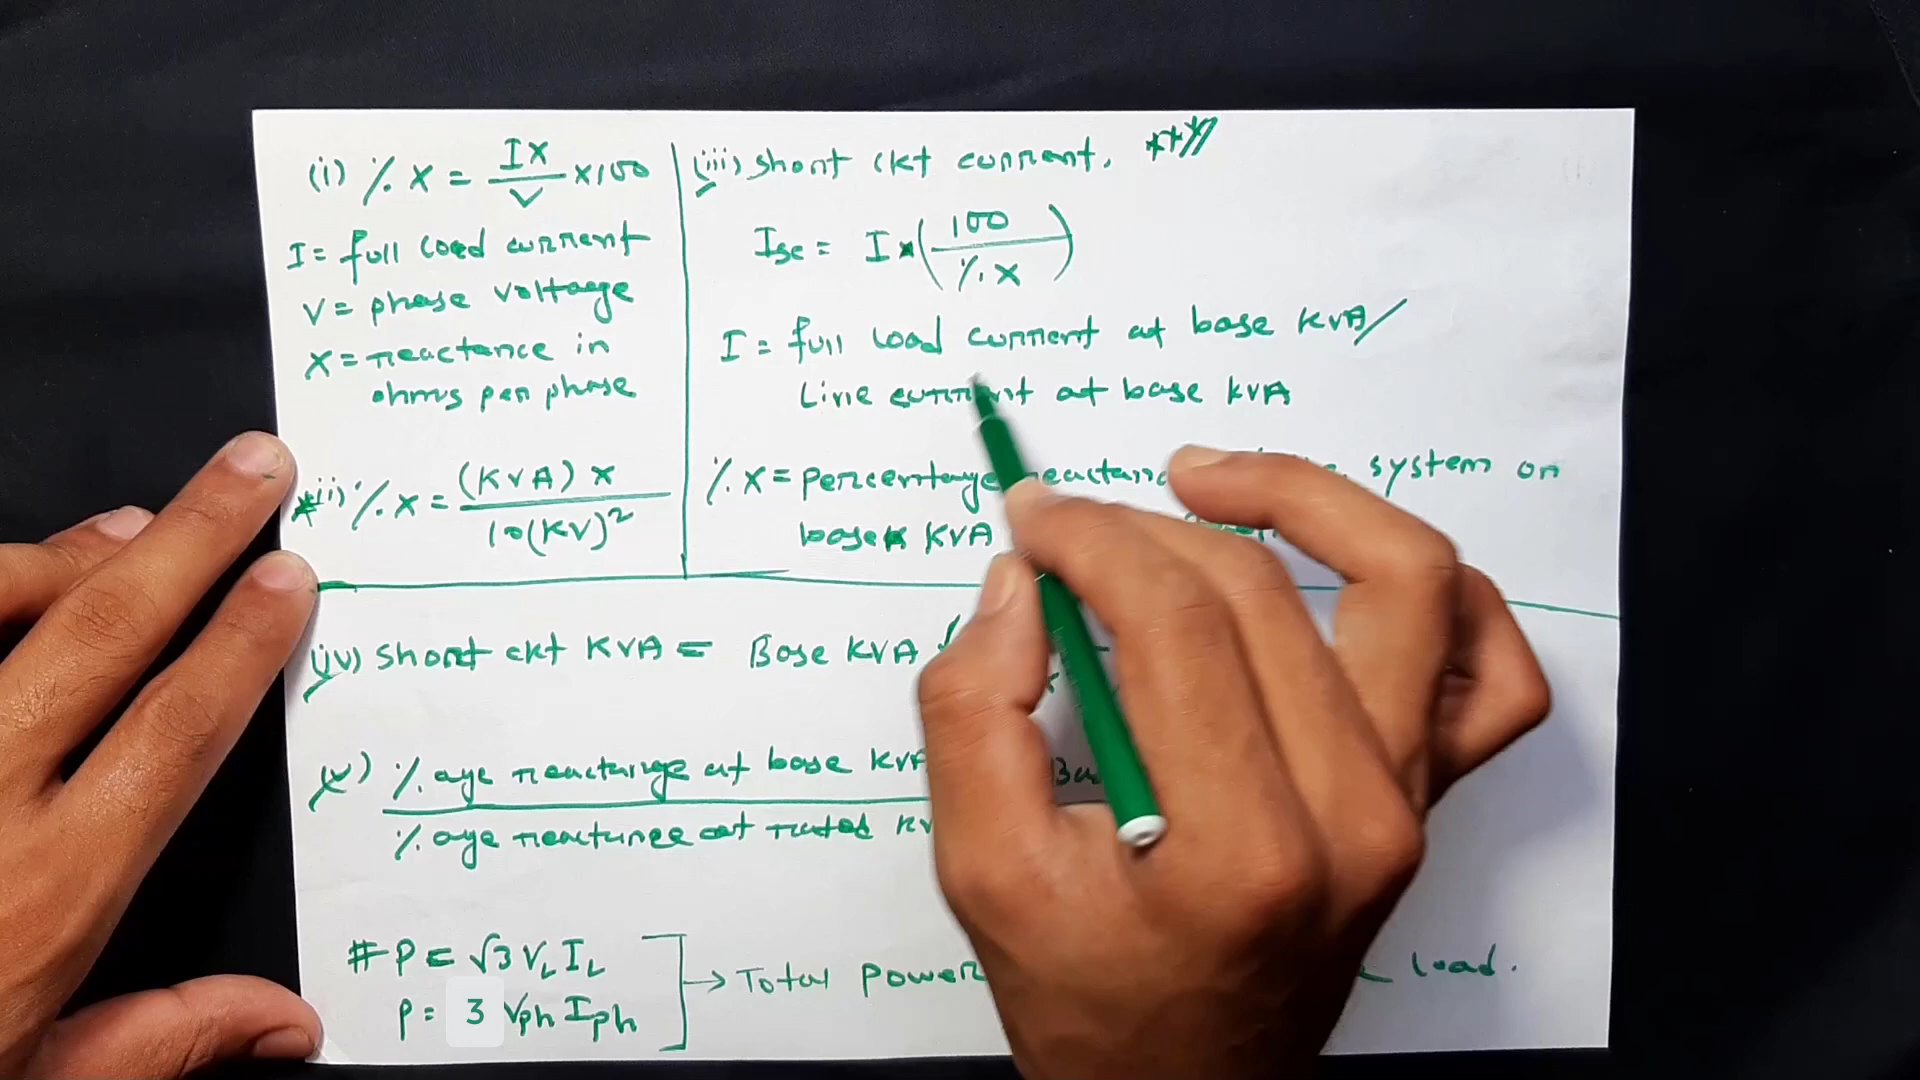 (i) % X = IX/V x100
I = full load current
V = phase voltage
X = reactance in
ohms per phase
*ii) % X = (KVA) X / 10(KV)²
(iii) short ckt current. ***//
Isc = I x (100 / % X)
I = full load current at base KVA/
Line current at base KVA
% X = percentage system on
base KVA
(iv) short ckt KVA = Base KVA
(v) % age reactance at base KVA
% age reactance at rated
# P = √3 VL IL
P = 3 Vph Iph
→ Total power load.